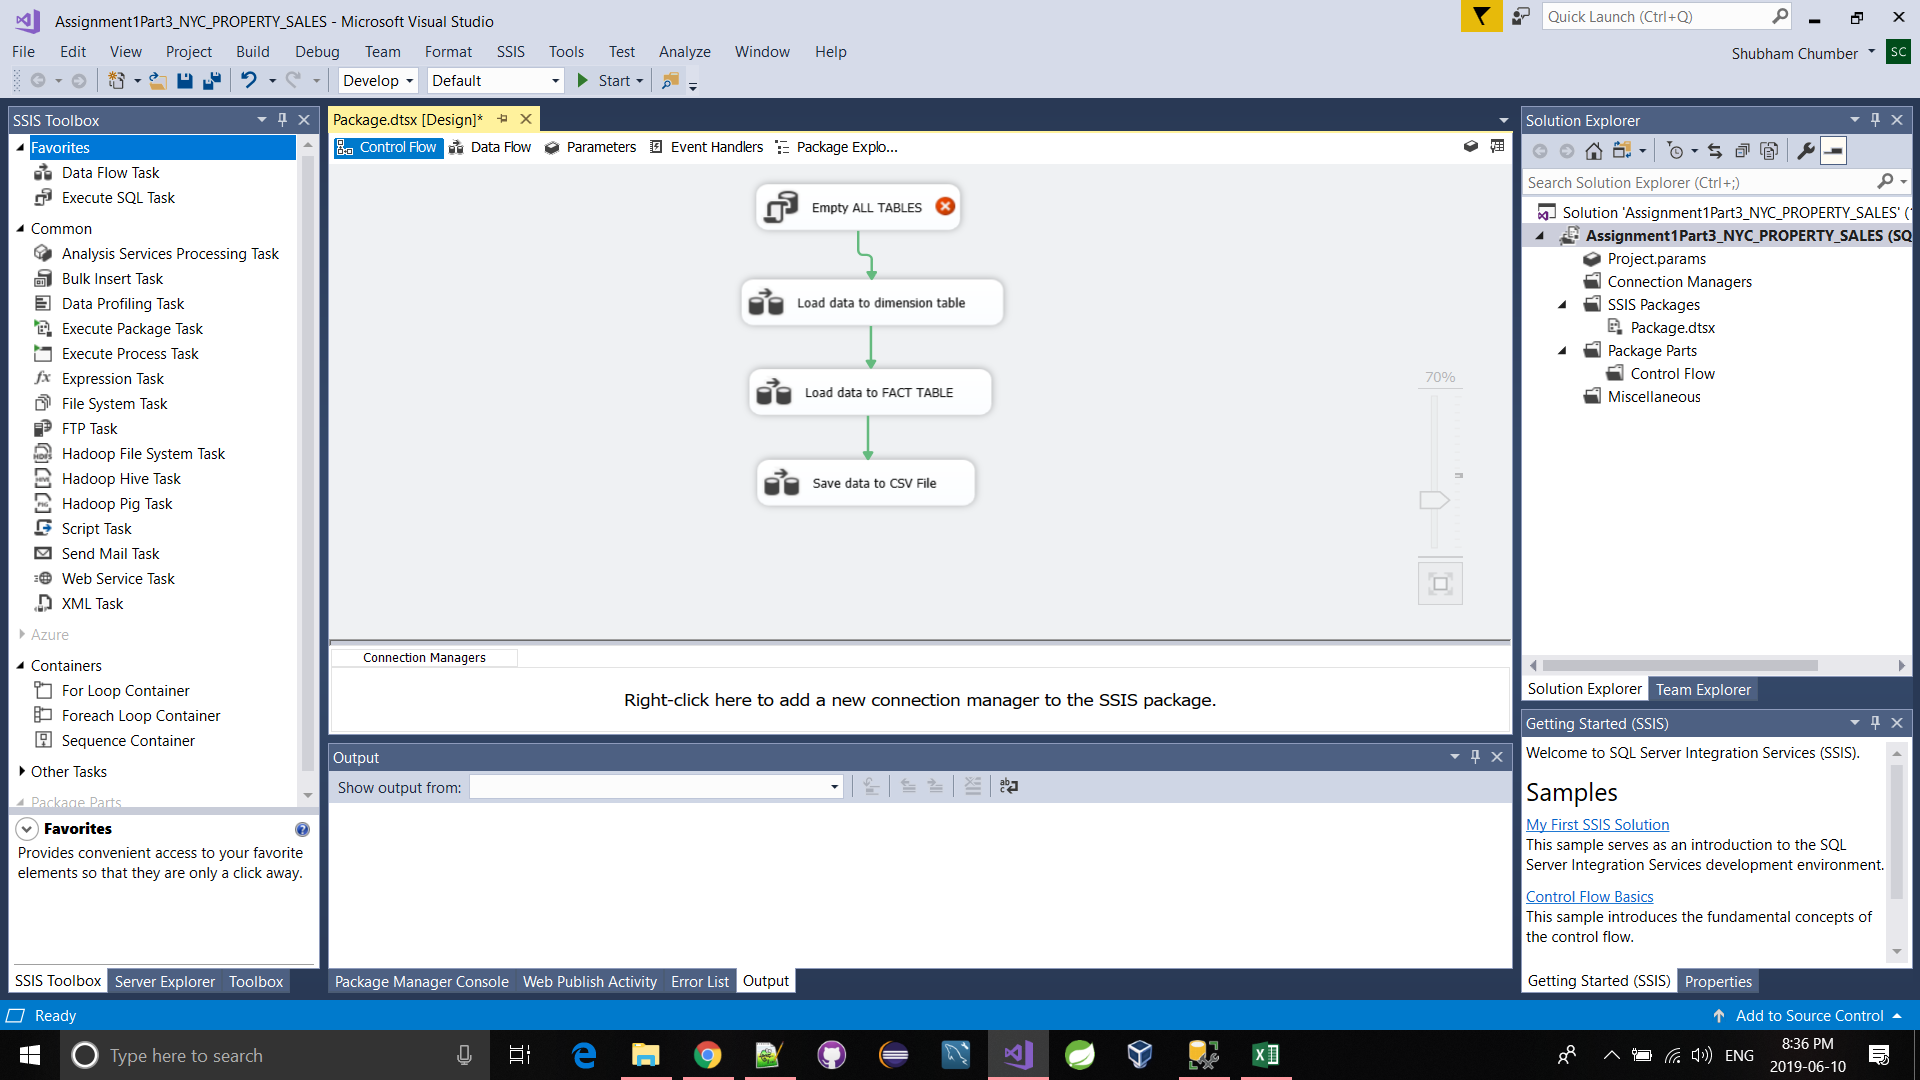 Assignment1Part3_NYC_PROPERTY_SALES - Microsoft Visual Studio
Quick Launch (Ctrl+Q)
File Edit View Project Build Debug Team Format SSIS Tools Test Analyze Window Help
Shubham Chumber SC
Develop Default Start
SSIS Toolbox
Favorites
Data Flow Task
Execute SQL Task
Common
Analysis Services Processing Task
Bulk Insert Task
Data Profiling Task
Execute Package Task
Execute Process Task
Expression Task
File System Task
FTP Task
Hadoop File System Task
Hadoop Hive Task
Hadoop Pig Task
Script Task
Send Mail Task
Web Service Task
XML Task
Azure
Containers
For Loop Container
Foreach Loop Container
Sequence Container
Other Tasks
Package Parts
Favorites
Provides convenient access to your favorite
elements so that they are only a click away.
SSIS Toolbox Server Explorer Toolbox
Package.dtsx [Design]*
Control Flow Data Flow Parameters Event Handlers Package Explo...
Empty ALL TABLES
Load data to dimension table
Load data to FACT TABLE
Save data to CSV File
70%
Connection Managers
Right-click here to add a new connection manager to the SSIS package.
Output
Show output from:
Package Manager Console Web Publish Activity Error List Output
Solution Explorer
Search Solution Explorer (Ctrl+;)
Solution 'Assignment1Part3_NYC_PROPERTY_SALES' (
Assignment1Part3_NYC_PROPERTY_SALES (SQ
Project.params
Connection Managers
SSIS Packages
Package.dtsx
Package Parts
Control Flow
Miscellaneous
Solution Explorer Team Explorer
Getting Started (SSIS)
Welcome to SQL Server Integration Services (SSIS).
Samples
My First SSIS Solution
This sample serves as an introduction to the SQL
Server Integration Services development environment.
Control Flow Basics
This sample introduces the fundamental concepts of
the control flow.
Getting Started (SSIS) Properties
Ready
Add to Source Control
Type here to search
ENG
8:36 PM
2019-06-10